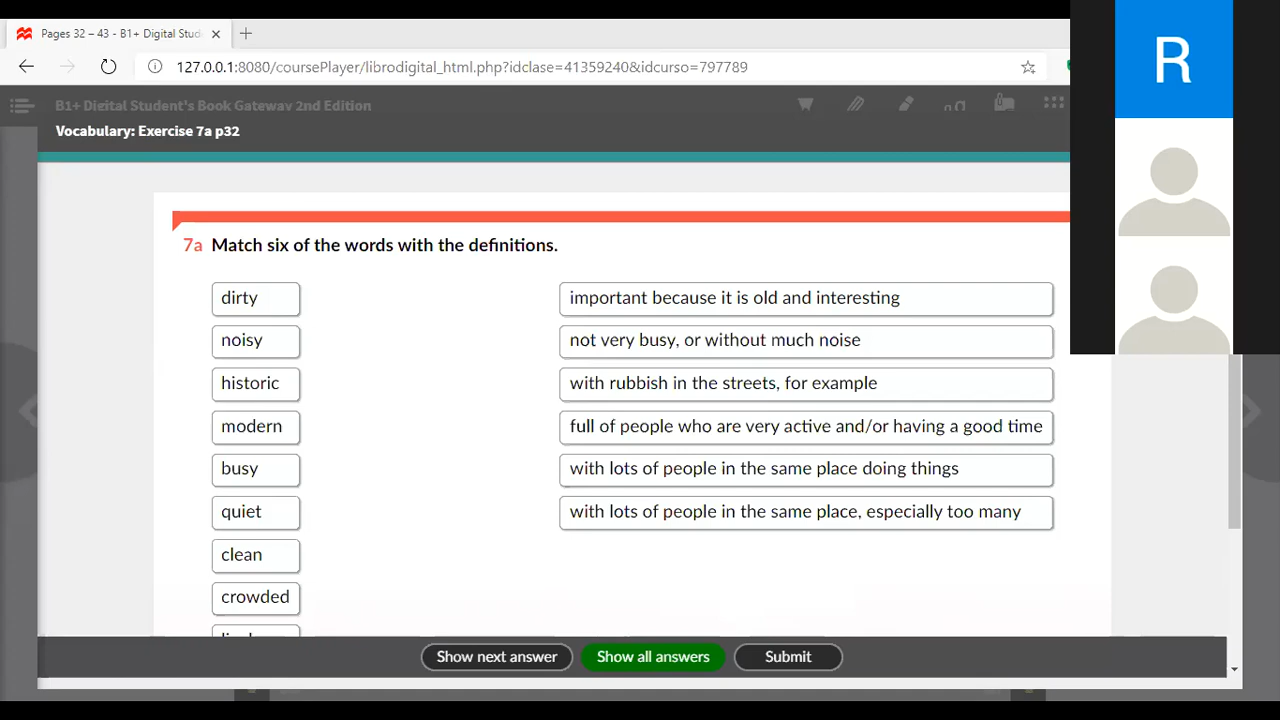 Pages 32 – 43 - B1+ Digital Stud
127.0.0.1:8080/coursePlayer/librodigital_html.php?idclase=41359240&idcurso=797789
B1+ Digital Student's Book Gateway 2nd Edition
Vocabulary: Exercise 7a p32
R
7a Match six of the words with the definitions.
dirty
important because it is old and interesting
noisy
not very busy, or without much noise
historic
with rubbish in the streets, for example
modern
full of people who are very active and/or having a good time
busy
with lots of people in the same place doing things
quiet
with lots of people in the same place, especially too many
clean
crowded
Show next answer
Show all answers
Submit